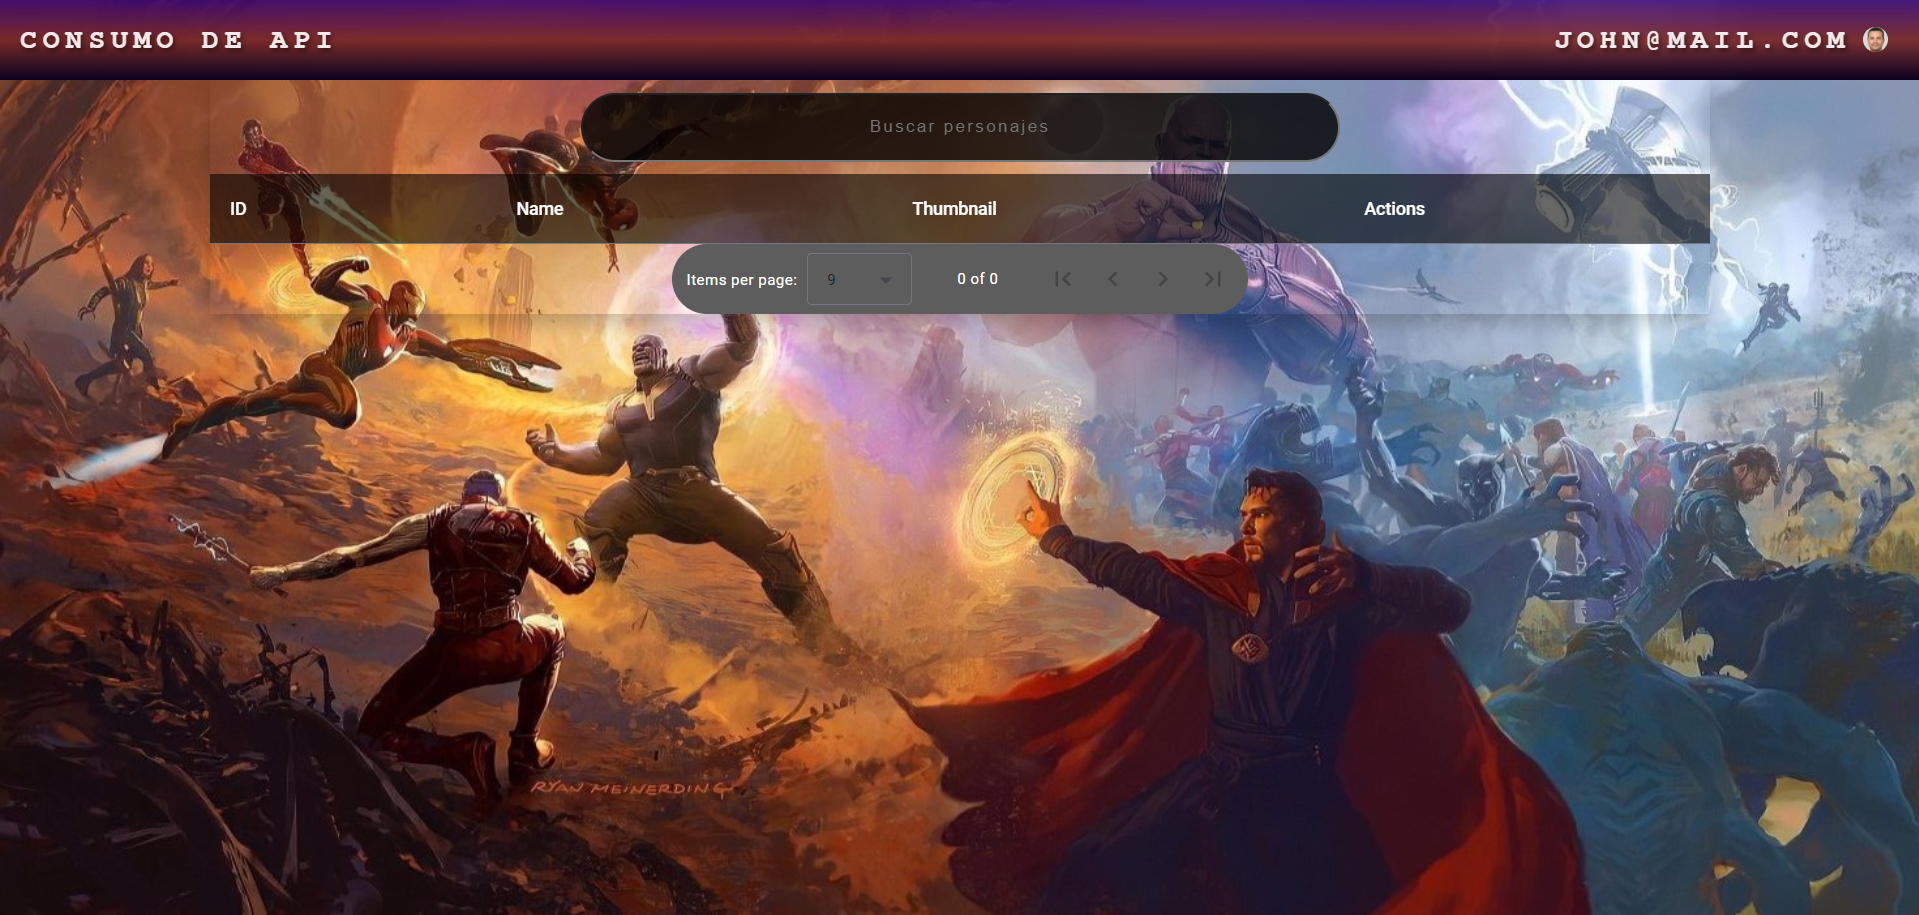 CONSUMO DE API
JOHN@MAIL.COM
Buscar personajes
ID Name Thumbnail Actions
Items per page: 9 0 of 0
RYAN MEINERDING